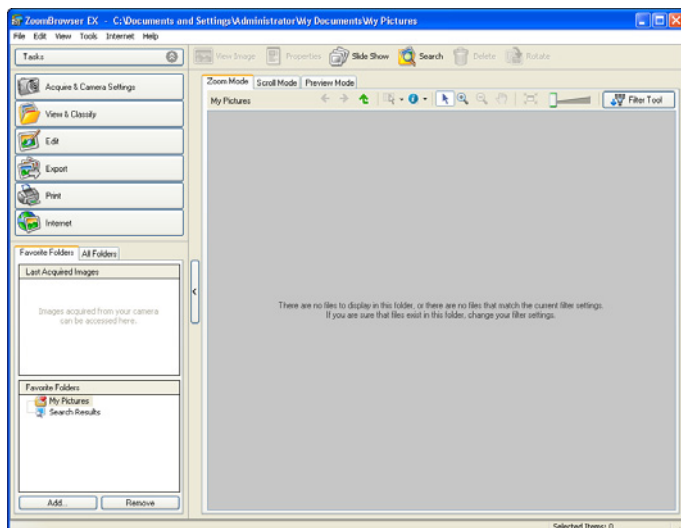 ZoomBrowser EX - C:\Documents and Settings\Administrator\My Documents\My Pictures
File Edit View Tools Internet Help
Tasks
View Image Properties Slide Show Search Delete Rotate
Acquire & Camera Settings
View & Classify
Edit
Export
Print
Internet
Zoom Mode Scroll Mode Preview Mode
My Pictures
Filter Tool
There are no files to display in this folder, or there are no files that match the current filter settings.
If you are sure that files exist in this folder, change your filter settings.
Favorite Folders All Folders
Last Acquired Images
Images acquired from your camera
can be accessed here.
Favorite Folders
My Pictures
Search Results
Add... Remove
Selected Items: 0